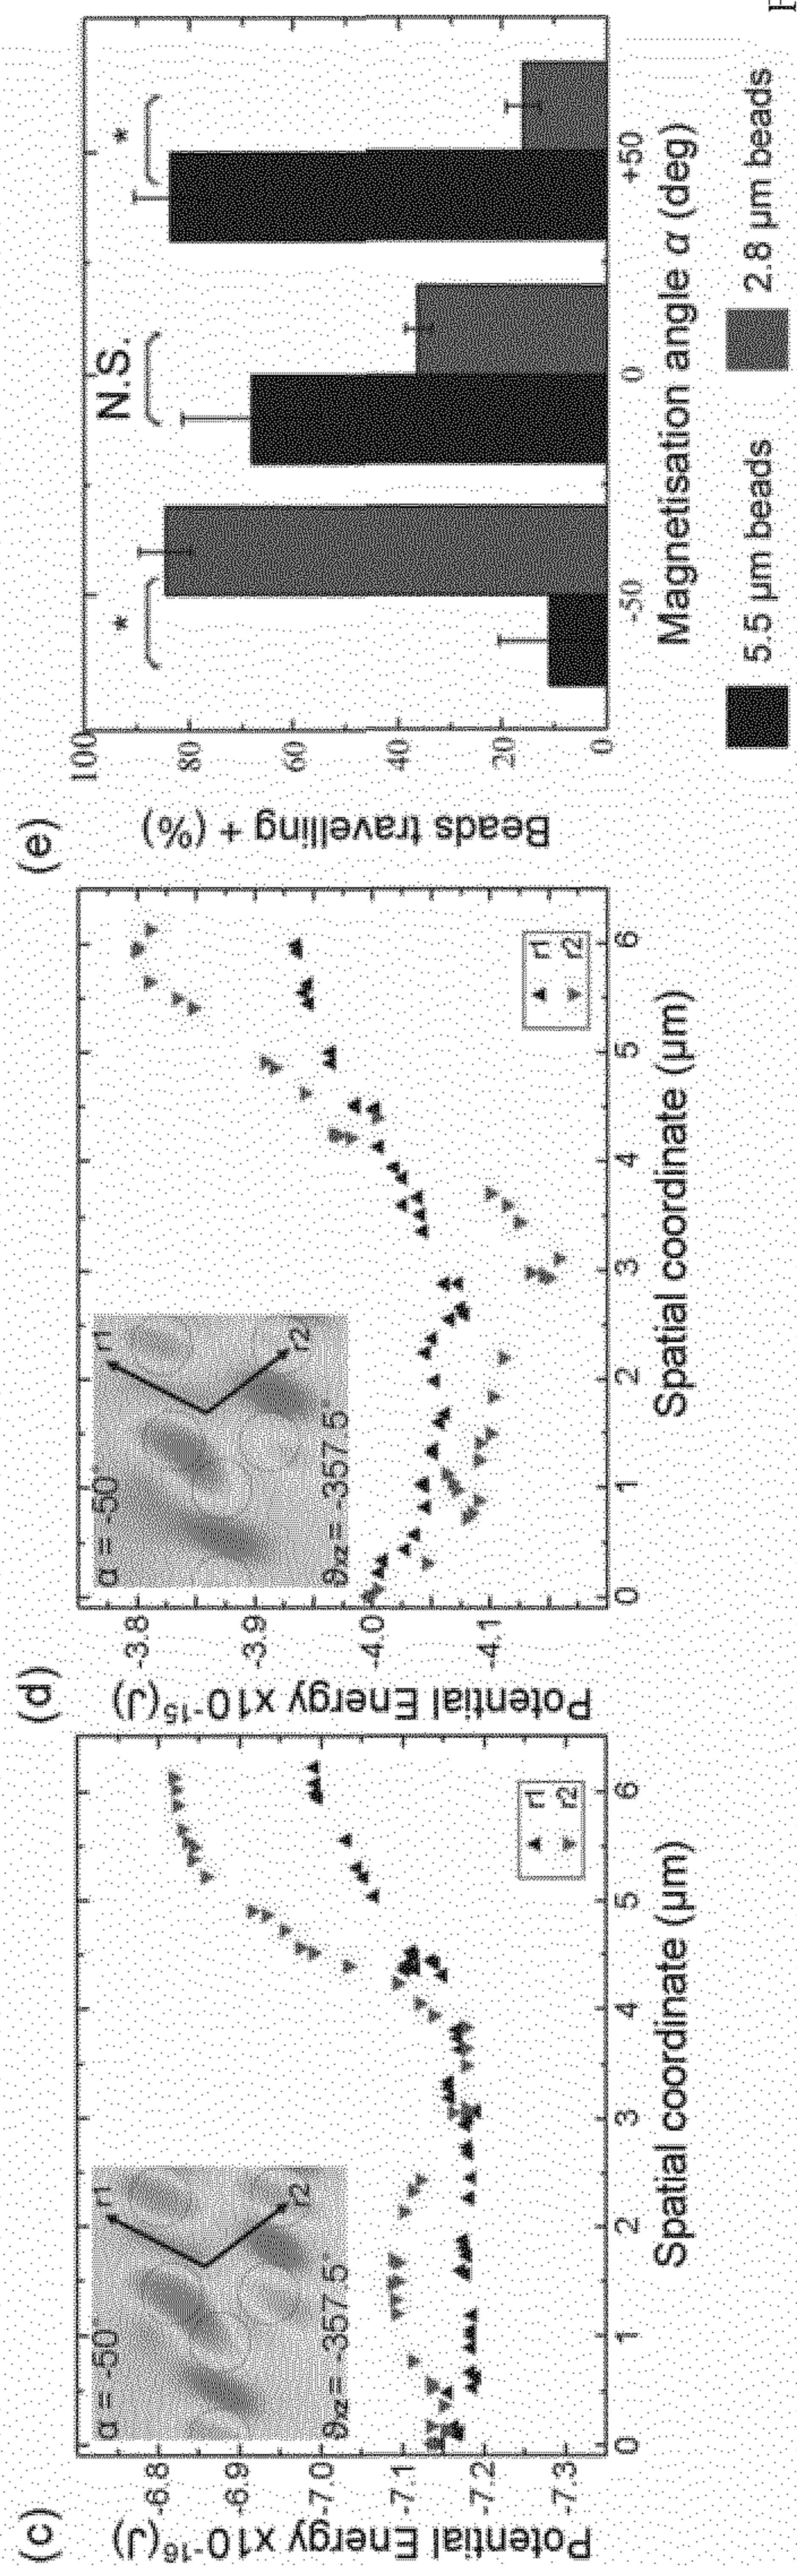 (c)
Potential Energy x10⁻¹⁶(J)
-6.8
-6.9
-7.0
-7.1
-7.2
-7.3
α = -50°
r1
r2
ϑxz = -357.5°
r1
r2
0 1 2 3 4 5 6
Spatial coordinate (µm)
(d)
Potential Energy x10⁻¹⁵(J)
-3.8
-3.9
-4.0
-4.1
α = -50°
r1
r2
ϑxz = -357.5°
r1
r2
0 1 2 3 4 5 6
Spatial coordinate (µm)
(e)
Beads travelling + (%)
100
80
60
40
20
0
*
N.S.
*
-50 0 +50
Magnetisation angle α (deg)
5.5 µm beads
2.8 µm beads